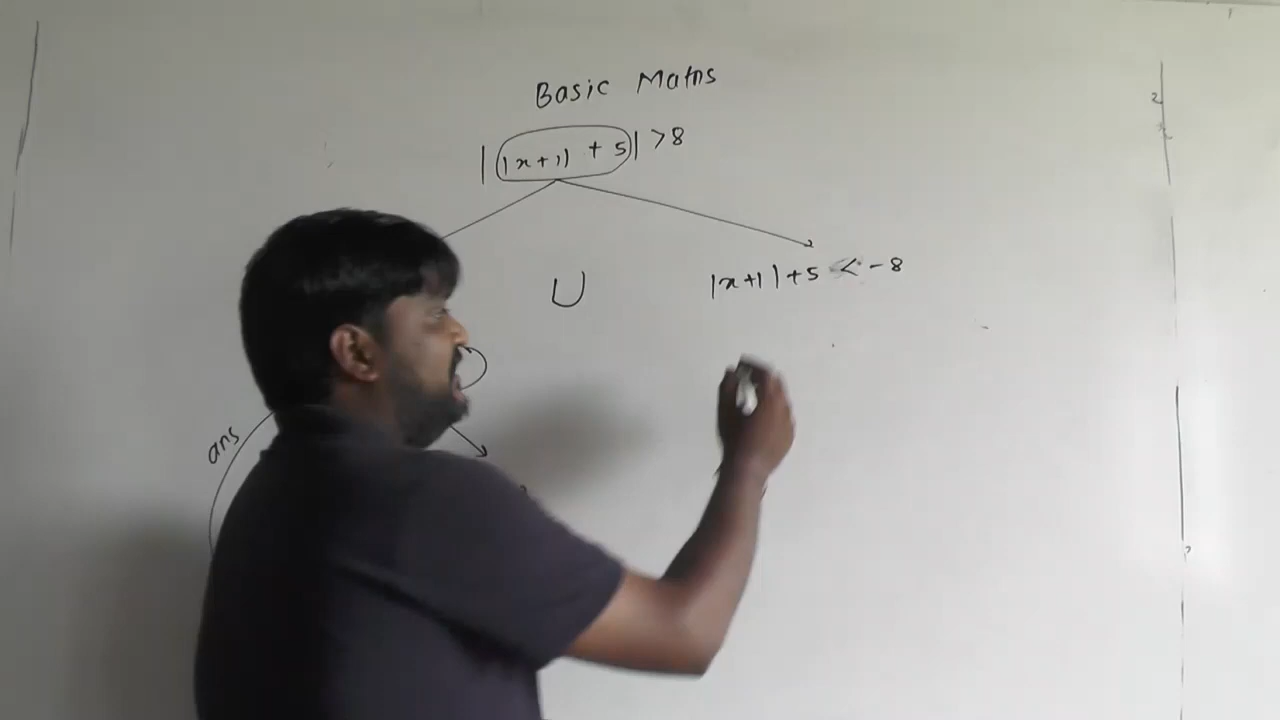 Basic Maths
||x+1| + 5| > 8
∪
|x+1| + 5 < -8
ans